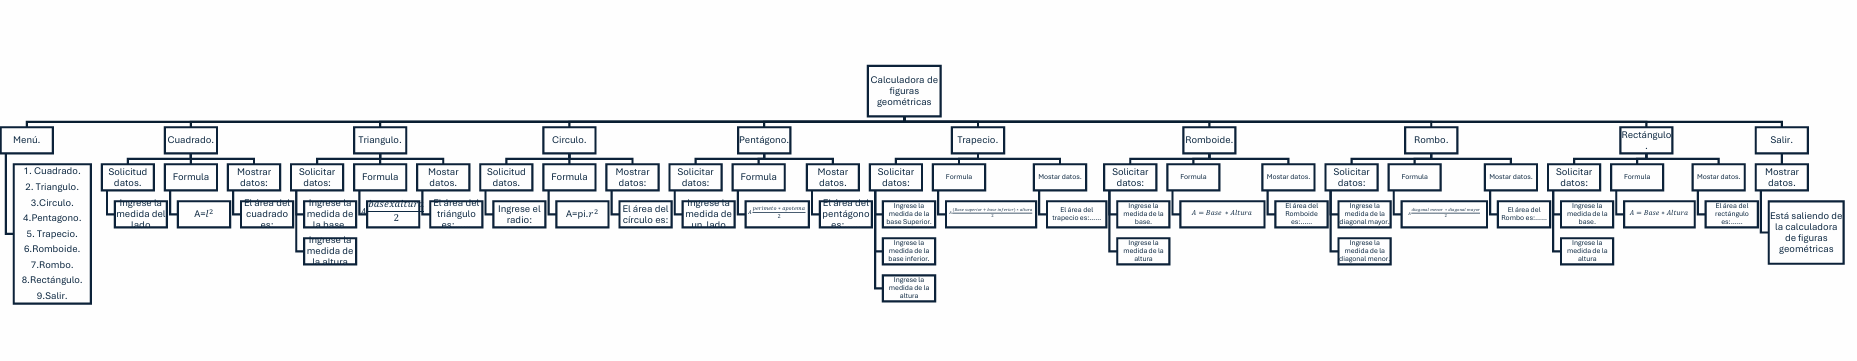 Calculadora de
figuras
geométricas
Menú.
Cuadrado.
Triangulo.
Circulo.
Pentágono.
Trapecio.
Romboide.
Rombo.
Rectángulo
.
Salir.
1. Cuadrado.
2. Triangulo.
3.Circulo.
4.Pentagono.
5. Trapecio.
6.Romboide.
7.Rombo.
8.Rectángulo.
9.Salir.
Solicitud
datos.
Ingrese la
medida del
lado
Formula
A=l²
Mostrar
datos:
El área del
cuadrado
es:
Solicitar
datos:
Ingrese la
medida de
la base
Ingrese la
medida de
la altura
Formula
A basexaltura
2
Mostar
datos.
El área del
triángulo
es:
Solicitud
datos.
Ingrese el
radio:
Formula
A=pi.r²
Mostrar
datos:
El área del
círculo es:
Solicitar
datos:
Ingrese la
medida de
un lado
Formula
A perimetro * apotema
2
Mostar
datos.
El área del
pentágono
es:
Solicitar
datos:
Ingrese la
medida de la
base Superior.
Ingrese la
medida de la
base inferior.
Ingrese la
medida de la
altura
Formula
(Base superior + base inferior) * altura
2
Mostar datos.
El área del
trapecio es:......
Solicitar
datos:
Ingrese la
medida de la
base.
Ingrese la
medida de la
altura
Formula
A = Base * Altura
Mostar datos.
El área del
Romboide
es:......
Solicitar
datos:
Ingrese la
medida de la
diagonal mayor.
Ingrese la
medida de la
diagonal menor.
Formula
A diagonal menor * diagonal mayor
2
Mostar datos.
El área del
Rombo es:......
Solicitar
datos:
Ingrese la
medida de la
base.
Ingrese la
medida de la
altura
Formula
A = Base * Altura
Mostar datos.
El área del
rectángulo
es:......
Mostrar
datos.
Está saliendo de
la calculadora
de figuras
geométricas